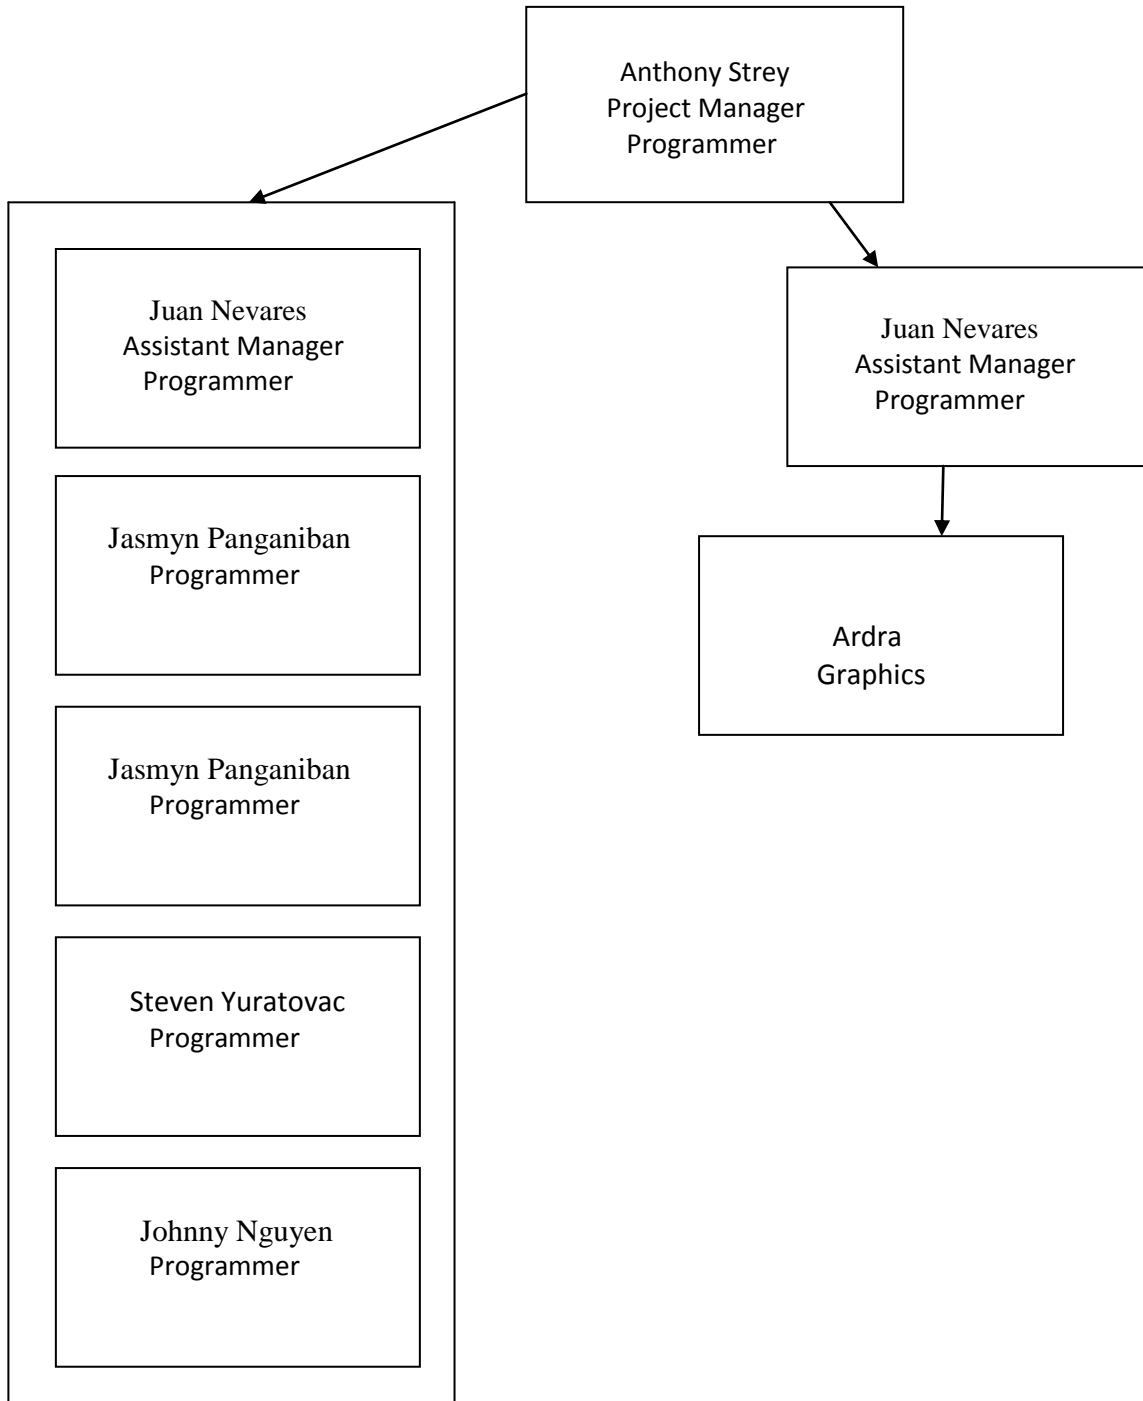 Anthony Strey
Project Manager
Programmer
Juan Nevares
Assistant Manager
Programmer
Jasmyn Panganiban
Programmer
Jasmyn Panganiban
Programmer
Steven Yuratovac
Programmer
Johnny Nguyen
Programmer
Juan Nevares
Assistant Manager
Programmer
Ardra
Graphics